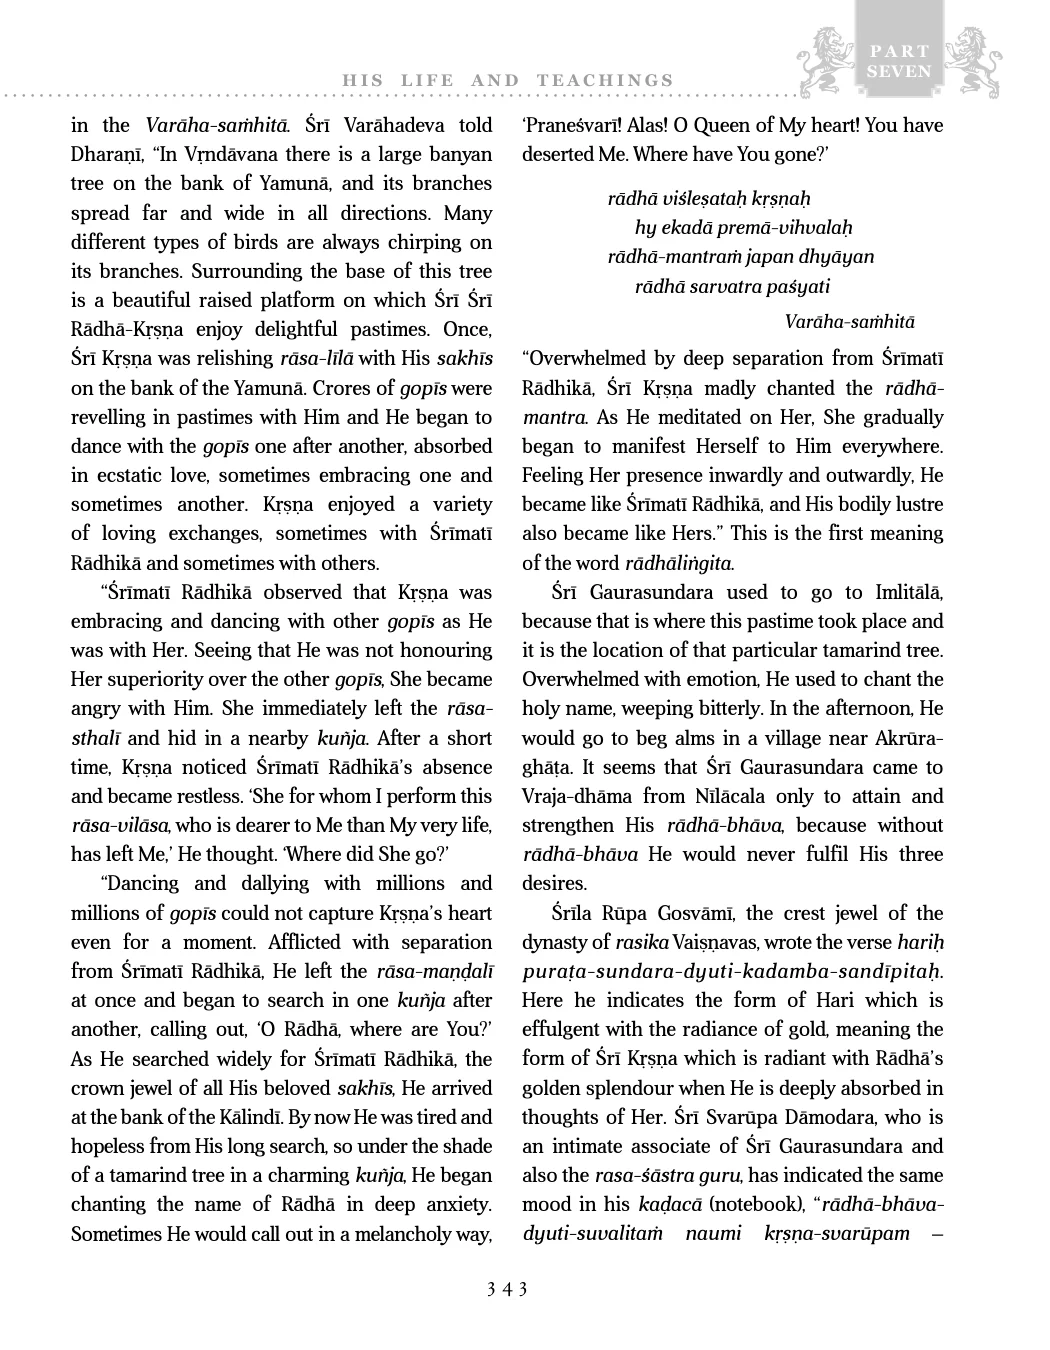 PART
SEVEN
HIS LIFE AND TEACHINGS
in the Varāha-saṁhitā. Śrī Varāhadeva told
Dharaṇī, “In Vṛndāvana there is a large banyan
tree on the bank of Yamunā, and its branches
spread far and wide in all directions. Many
different types of birds are always chirping on
its branches. Surrounding the base of this tree
is a beautiful raised platform on which Śrī Śrī
Rādhā-Kṛṣṇa enjoy delightful pastimes. Once,
Śrī Kṛṣṇa was relishing rāsa-līlā with His sakhīs
on the bank of the Yamunā. Crores of gopīs were
revelling in pastimes with Him and He began to
dance with the gopīs one after another, absorbed
in ecstatic love, sometimes embracing one and
sometimes another. Kṛṣṇa enjoyed a variety
of loving exchanges, sometimes with Śrīmatī
Rādhikā and sometimes with others.
“Śrīmatī Rādhikā observed that Kṛṣṇa was
embracing and dancing with other gopīs as He
was with Her. Seeing that He was not honouring
Her superiority over the other gopīs, She became
angry with Him. She immediately left the rāsa-
sthalī and hid in a nearby kuñja. After a short
time, Kṛṣṇa noticed Śrīmatī Rādhikā’s absence
and became restless. ‘She for whom I perform this
rāsa-vilāsa, who is dearer to Me than My very life,
has left Me,’ He thought. ‘Where did She go?’
“Dancing and dallying with millions and
millions of gopīs could not capture Kṛṣṇa’s heart
even for a moment. Afflicted with separation
from Śrīmatī Rādhikā, He left the rāsa-maṇḍalī
at once and began to search in one kuñja after
another, calling out, ‘O Rādhā, where are You?’
As He searched widely for Śrīmatī Rādhikā, the
crown jewel of all His beloved sakhīs, He arrived
at the bank of the Kālindī. By now He was tired and
hopeless from His long search, so under the shade
of a tamarind tree in a charming kuñja, He began
chanting the name of Rādhā in deep anxiety.
Sometimes He would call out in a melancholy way,
‘Praneśvarī! Alas! O Queen of My heart! You have
deserted Me. Where have You gone?’
rādhā viśleṣataḥ kṛṣṇaḥ
hy ekadā premā-vihvalaḥ
rādhā-mantraṁ japan dhyāyan
rādhā sarvatra paśyati
Varāha-saṁhitā
“Overwhelmed by deep separation from Śrīmatī
Rādhikā, Śrī Kṛṣṇa madly chanted the rādhā-
mantra. As He meditated on Her, She gradually
began to manifest Herself to Him everywhere.
Feeling Her presence inwardly and outwardly, He
became like Śrīmatī Rādhikā, and His bodily lustre
also became like Hers.” This is the first meaning
of the word rādhāliṅgita.
Śrī Gaurasundara used to go to Imlitālā,
because that is where this pastime took place and
it is the location of that particular tamarind tree.
Overwhelmed with emotion, He used to chant the
holy name, weeping bitterly. In the afternoon, He
would go to beg alms in a village near Akrūra-
ghāṭa. It seems that Śrī Gaurasundara came to
Vraja-dhāma from Nīlācala only to attain and
strengthen His rādhā-bhāva, because without
rādhā-bhāva He would never fulfil His three
desires.
Śrīla Rūpa Gosvāmī, the crest jewel of the
dynasty of rasika Vaiṣṇavas, wrote the verse hariḥ
puraṭa-sundara-dyuti-kadamba-sandīpitaḥ.
Here he indicates the form of Hari which is
effulgent with the radiance of gold, meaning the
form of Śrī Kṛṣṇa which is radiant with Rādhā’s
golden splendour when He is deeply absorbed in
thoughts of Her. Śrī Svarūpa Dāmodara, who is
an intimate associate of Śrī Gaurasundara and
also the rasa-śāstra guru, has indicated the same
mood in his kaḍacā (notebook), “rādhā-bhāva-
dyuti-suvalitaṁ naumi kṛṣṇa-svarūpam –
343